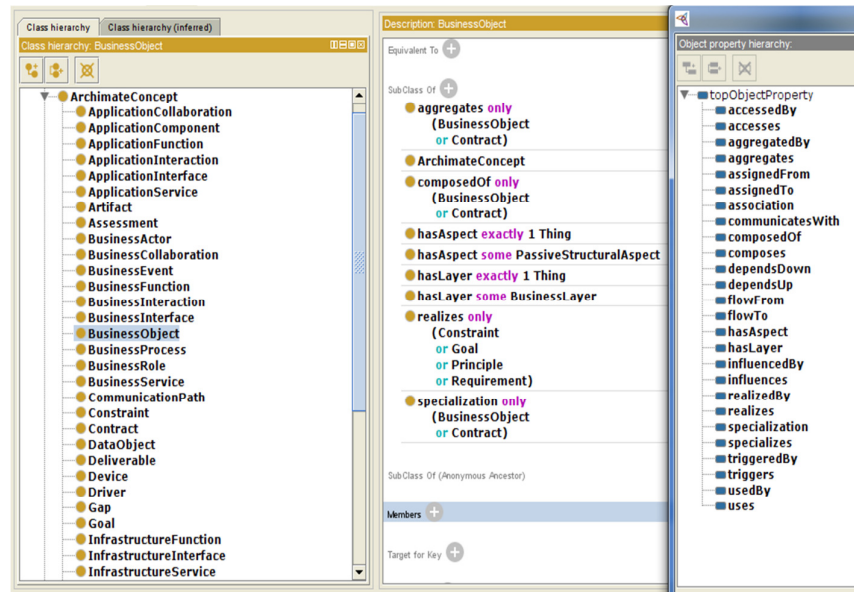 Class hierarchy
Class hierarchy (inferred)
Class hierarchy: BusinessObject
ArchimateConcept
ApplicationCollaboration
ApplicationComponent
ApplicationFunction
ApplicationInteraction
ApplicationInterface
ApplicationService
Artifact
Assessment
BusinessActor
BusinessCollaboration
BusinessEvent
BusinessFunction
BusinessInteraction
BusinessInterface
BusinessObject
BusinessProcess
BusinessRole
BusinessService
CommunicationPath
Constraint
Contract
DataObject
Deliverable
Device
Driver
Gap
Goal
InfrastructureFunction
InfrastructureInterface
InfrastructureService
Description: BusinessObject
Equivalent To
SubClass Of
aggregates only
(BusinessObject
or Contract)
ArchimateConcept
composedOf only
(BusinessObject
or Contract)
hasAspect exactly 1 Thing
hasAspect some PassiveStructuralAspect
hasLayer exactly 1 Thing
hasLayer some BusinessLayer
realizes only
(Constraint
or Goal
or Principle
or Requirement)
specialization only
(BusinessObject
or Contract)
SubClass Of (Anonymous Ancestor)
Members
Target for Key
Object property hierarchy:
topObjectProperty
accessedBy
accesses
aggregatedBy
aggregates
assignedFrom
assignedTo
association
communicatesWith
composedOf
composes
dependsDown
dependsUp
flowFrom
flowTo
hasAspect
hasLayer
influencedBy
influences
realizedBy
realizes
specialization
specializes
triggeredBy
triggers
usedBy
uses